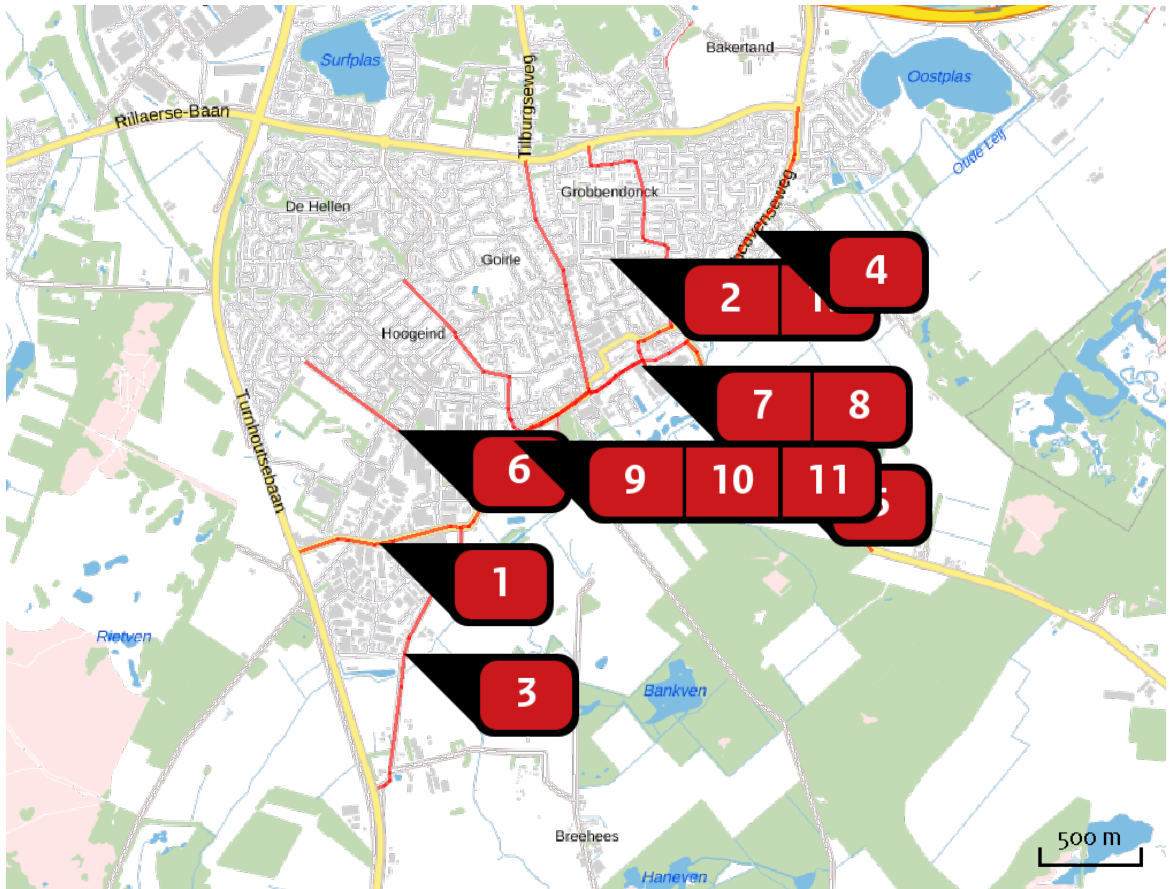 Bakertand
Surfplas
Oostplas
Tilburgseweg
Rillaerse-Baan
Oude Leij
Grobbendonck
De Hellen
Goirle
4
2
Hoogeind
7
8
Turnhoutsebaan
6
9
10
11
1
Rietven
3
Bankven
Breehees
500 m
Haneven